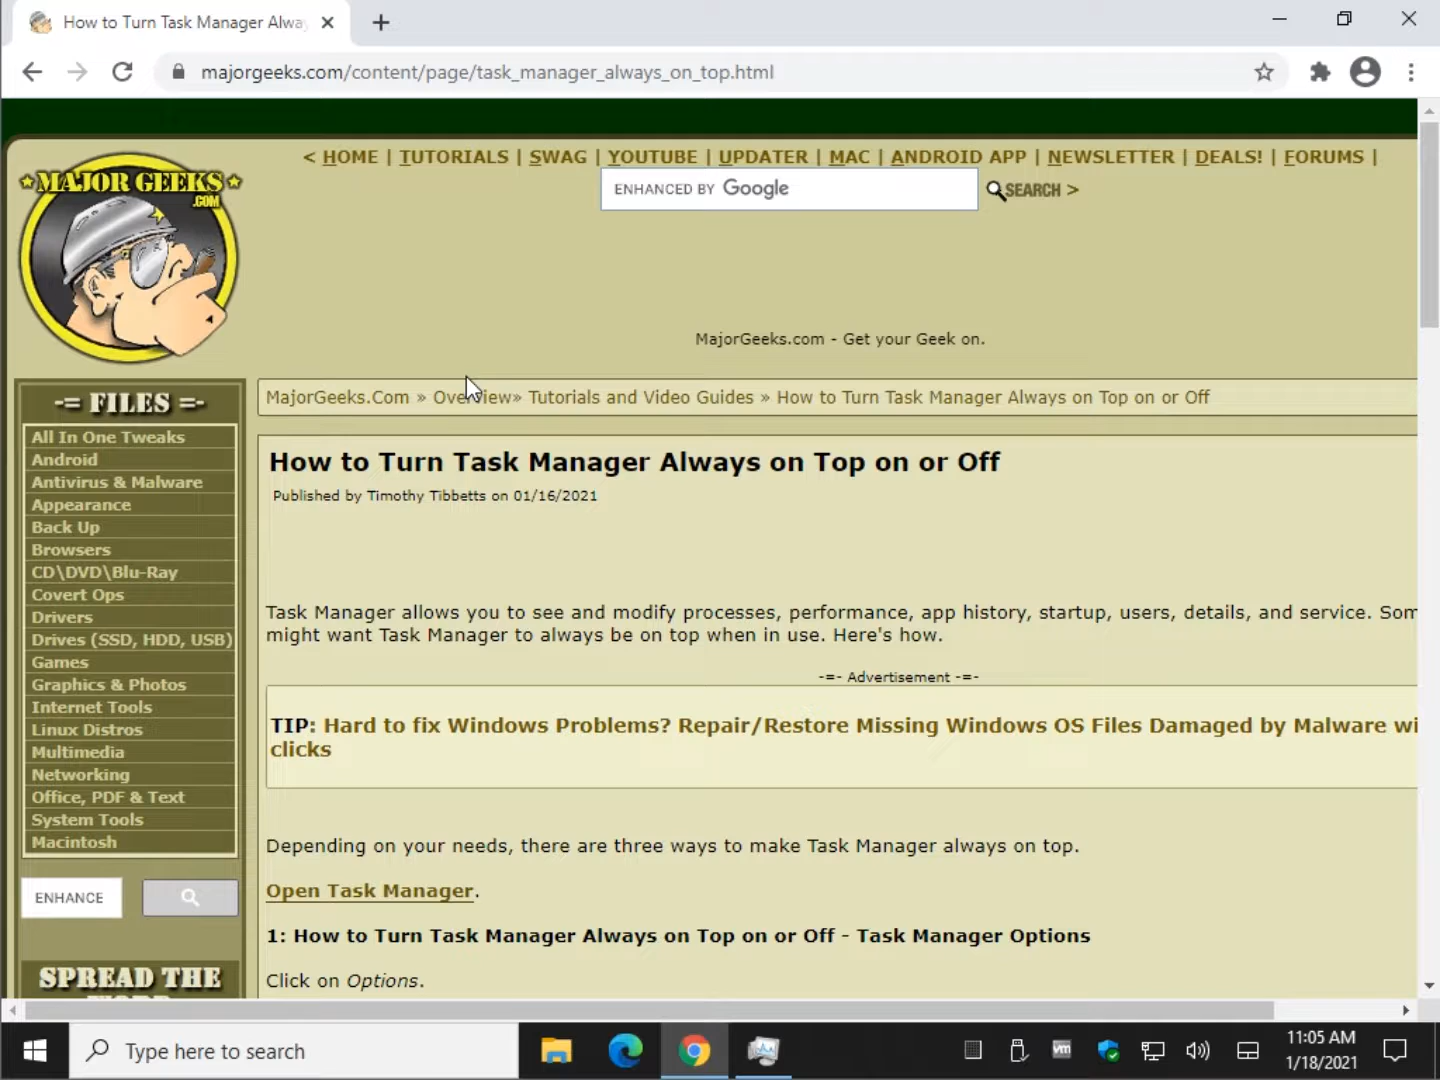 How to Turn Task Manager Alwa
majorgeeks.com/content/page/task_manager_always_on_top.html
MAJOR GEEKS
.COM
< HOME | TUTORIALS | SWAG | YOUTUBE | UPDATER | MAC | ANDROID APP | NEWSLETTER | DEALS! | FORUMS |
ENHANCED BY Google
SEARCH >
MajorGeeks.com - Get your Geek on.
-= FILES =-
All In One Tweaks
Android
Antivirus & Malware
Appearance
Back Up
Browsers
CD\DVD\Blu-Ray
Covert Ops
Drivers
Drives (SSD, HDD, USB)
Games
Graphics & Photos
Internet Tools
Linux Distros
Multimedia
Networking
Office, PDF & Text
System Tools
Macintosh
ENHANCE
SPREAD THE
MajorGeeks.Com » Overview» Tutorials and Video Guides » How to Turn Task Manager Always on Top on or Off
How to Turn Task Manager Always on Top on or Off
Published by Timothy Tibbetts on 01/16/2021
Task Manager allows you to see and modify processes, performance, app history, startup, users, details, and service. Som
might want Task Manager to always be on top when in use. Here's how.
-=- Advertisement -=-
TIP: Hard to fix Windows Problems? Repair/Restore Missing Windows OS Files Damaged by Malware wi
clicks
Depending on your needs, there are three ways to make Task Manager always on top.
Open Task Manager.
1: How to Turn Task Manager Always on Top on or Off - Task Manager Options
Click on Options.
Type here to search
vm
11:05 AM
1/18/2021